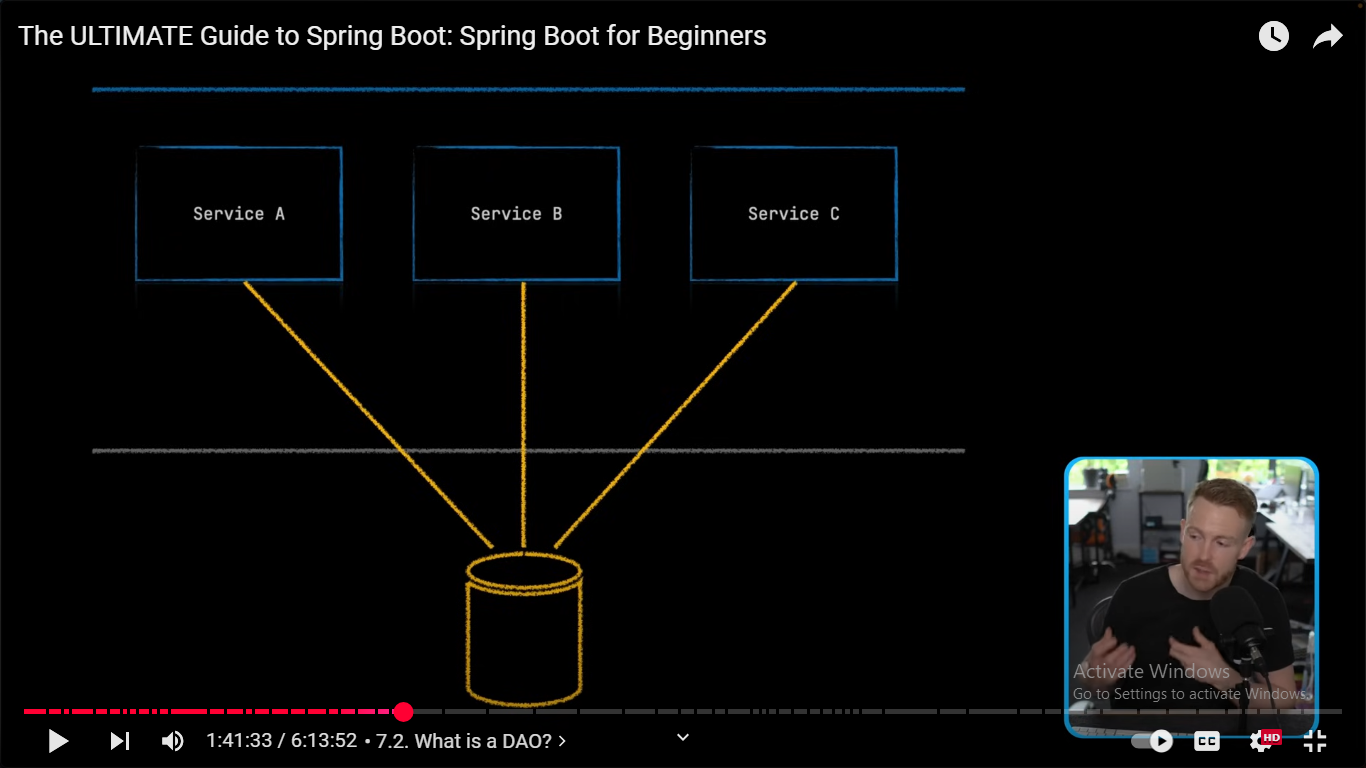 The ULTIMATE Guide to Spring Boot: Spring Boot for Beginners
Service A
Service B
Service C
Activate Windows
Go to Settings to activate Windows.
1:41:33 / 6:13:52 • 7.2. What is a DAO? ›
CC
HD